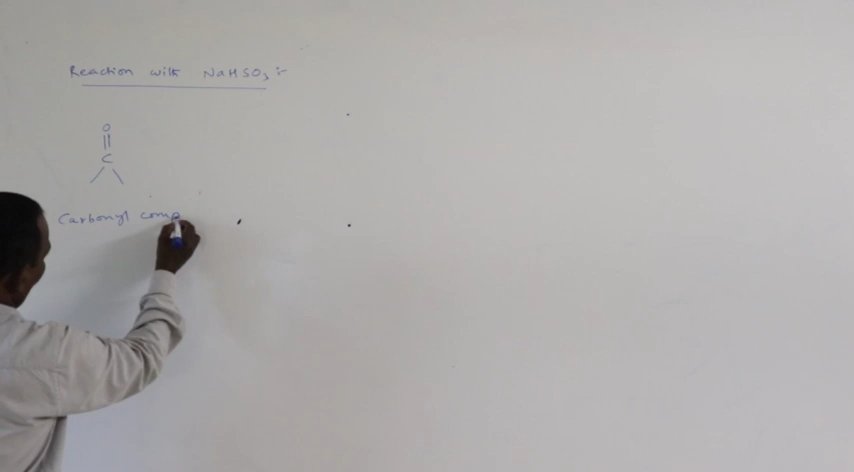 Reaction with NaHSO₃ :-
O
||
C
/ \
Carbonyl comp